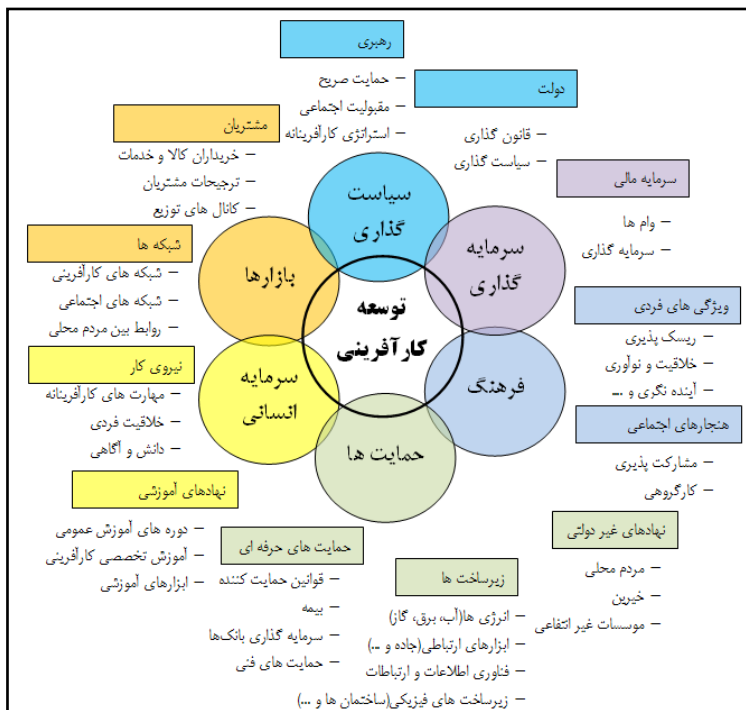 رهبری
– حمایت صریح
– مقبولیت اجتماعی
– استراتژی کارآفرینانه
دولت
– قانون گذاری
– سیاست گذاری
سرمایه مالی
– وام ها
– سرمایه گذاری
ویژگی های فردی
– ریسک پذیری
– خلاقیت و نوآوری
– آینده نگری و ...
هنجارهای اجتماعی
– مشارکت پذیری
– کارگروهی
نهادهای غیر دولتی
– مردم محلی
– خیرین
– موسسات غیر انتفاعی
زیرساخت ها
– انرژی ها(آب، برق، گاز)
– ابزارهای ارتباطی(جاده و ...)
– فناوری اطلاعات و ارتباطات
– زیرساخت های فیزیکی(ساختمان ها و ...)
حمایت های حرفه ای
– قوانین حمایت کننده
– بیمه
– سرمایه گذاری بانک‌ها
– حمایت های فنی
نهادهای آموزشی
– دوره های آموزش عمومی
– آموزش تخصصی کارآفرینی
– ابزارهای آموزشی
نیروی کار
– مهارت های کارآفرینانه
– خلاقیت فردی
– دانش و آگاهی
شبکه ها
– شبکه های کارآفرینی
– شبکه های اجتماعی
– روابط بین مردم محلی
مشتریان
– خریداران کالا و خدمات
– ترجیحات مشتریان
– کانال های توزیع
سیاست
گذاری
سرمایه
گذاری
فرهنگ
حمایت ها
سرمایه
انسانی
بازارها
توسعه
کارآفرینی